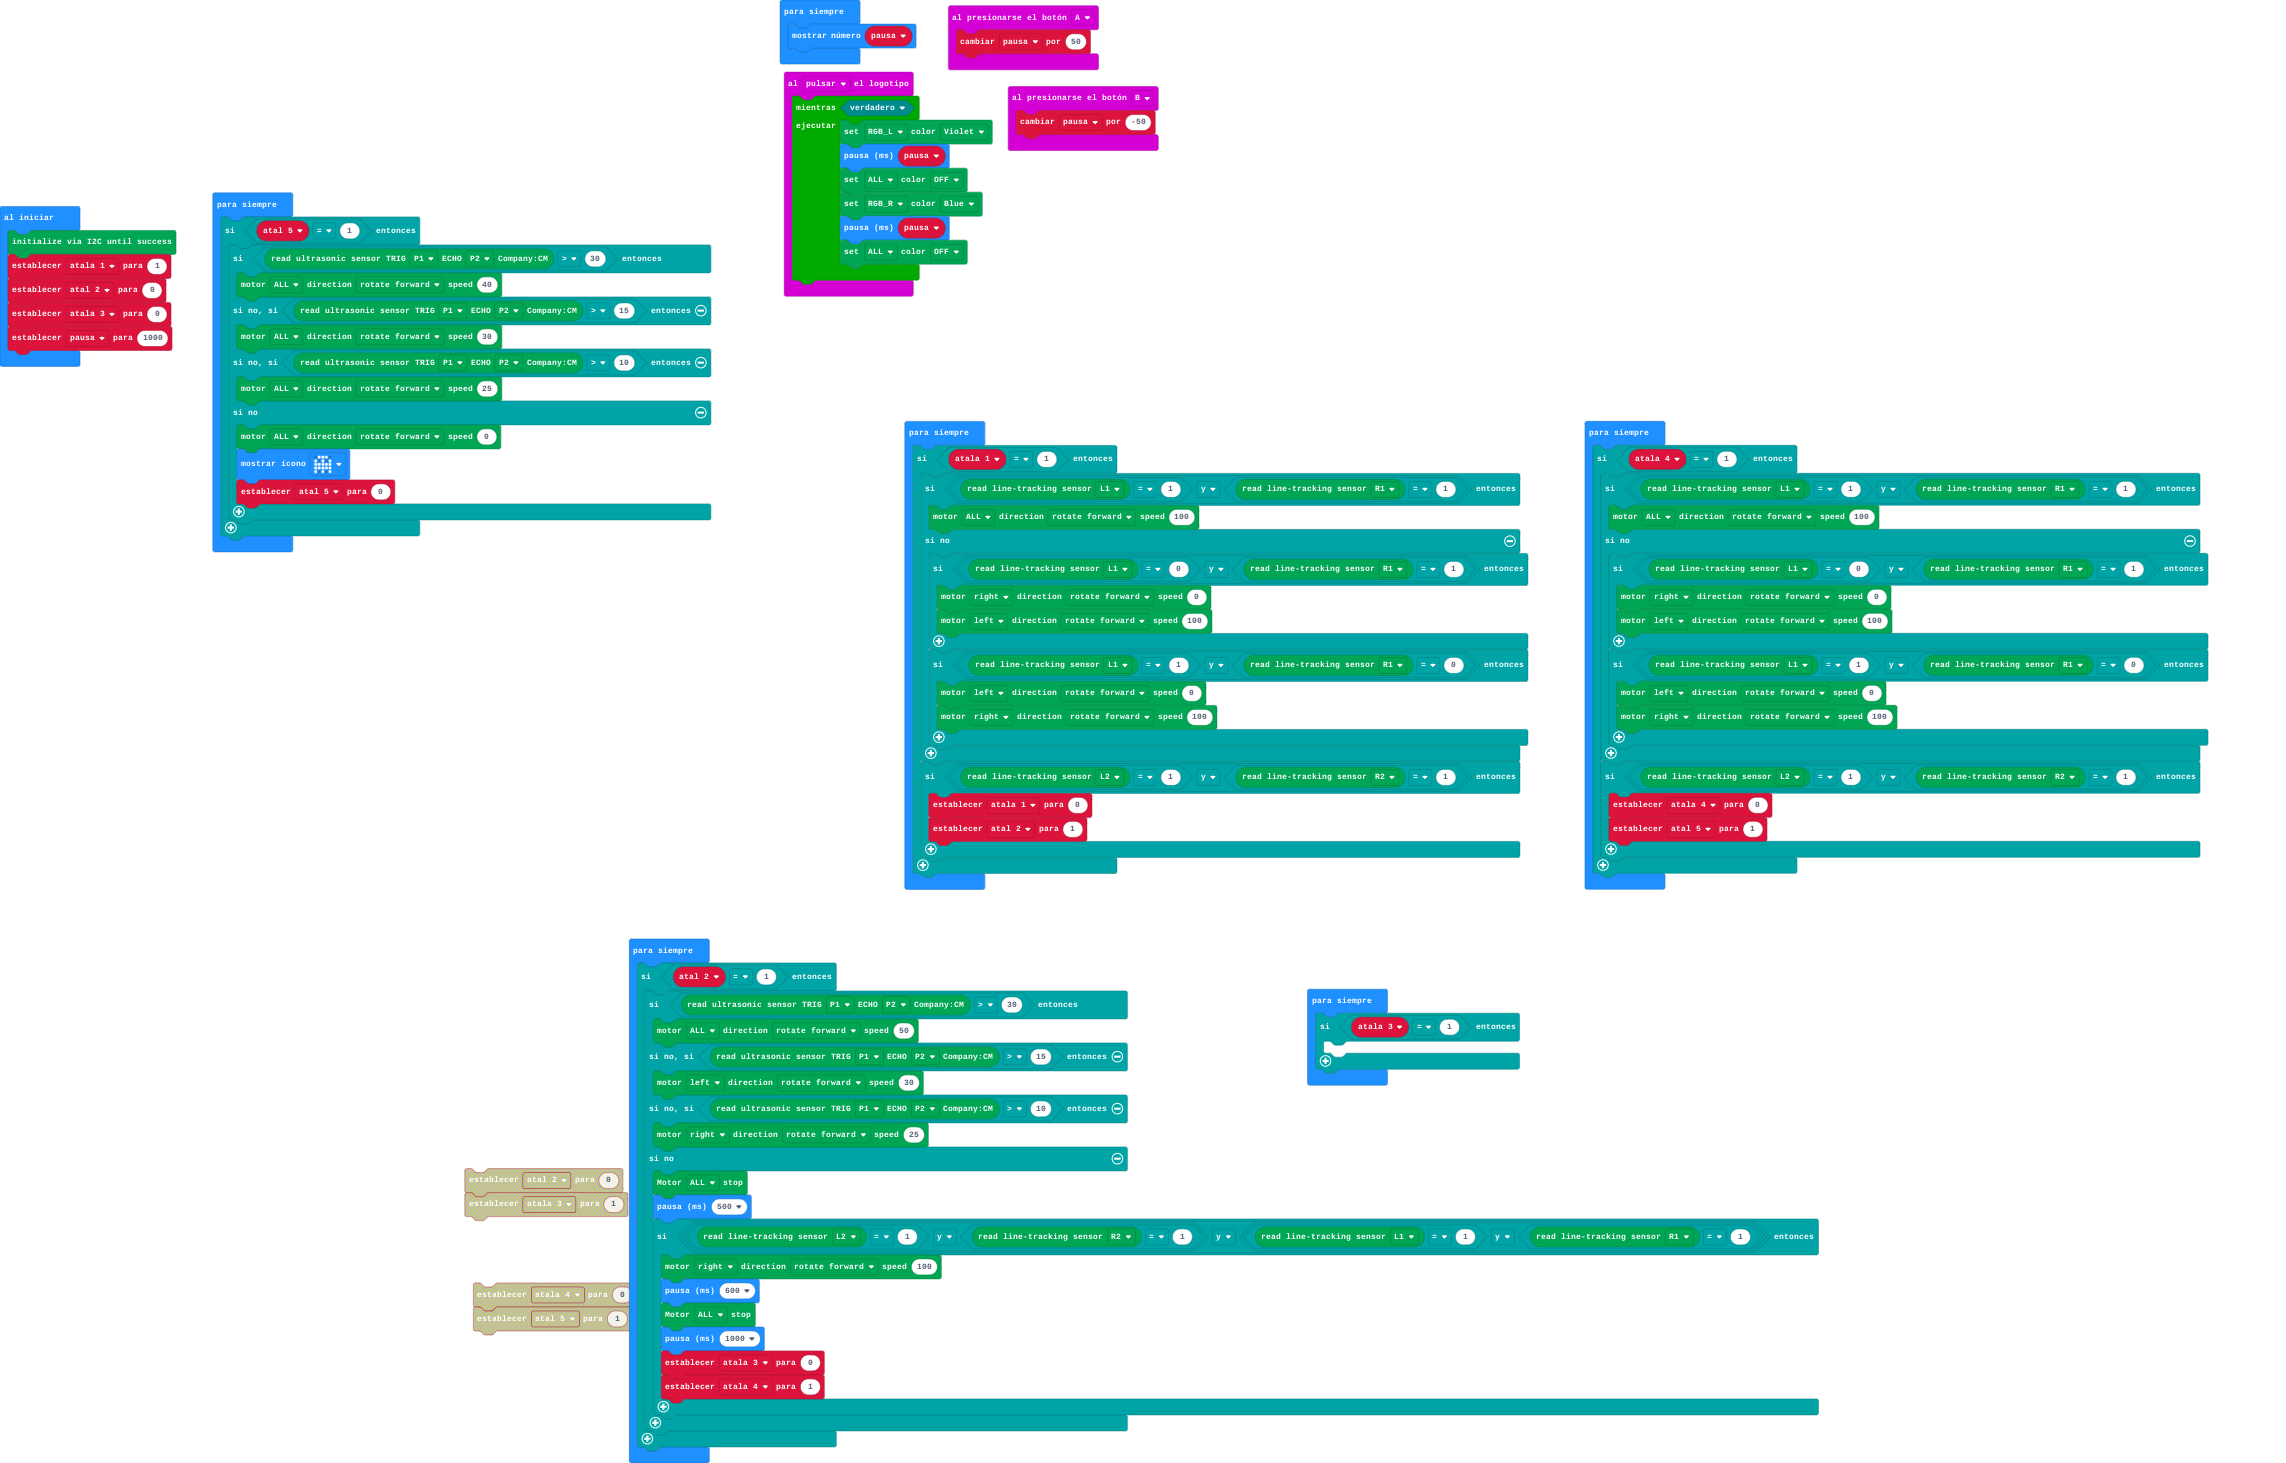 para siempre
mostrar número pausa
al presionarse el botón A
cambiar pausa por 50
al pulsar el logotipo
mientras verdadero
ejecutar
set RGB_L color Violet
pausa (ms) pausa
set ALL color OFF
set RGB_R color Blue
pausa (ms) pausa
set ALL color OFF
al presionarse el botón B
cambiar pausa por -50
al iniciar
initialize via I2C until success
establecer atala 1 para 1
establecer atal 2 para 0
establecer atala 3 para 0
establecer pausa para 1000
para siempre
si atal 5 = 1 entonces
si read ultrasonic sensor TRIG P1 ECHO P2 Company:CM > 30 entonces
motor ALL direction rotate forward speed 40
si no, si read ultrasonic sensor TRIG P1 ECHO P2 Company:CM > 15 entonces
motor ALL direction rotate forward speed 30
si no, si read ultrasonic sensor TRIG P1 ECHO P2 Company:CM > 10 entonces
motor ALL direction rotate forward speed 25
si no
motor ALL direction rotate forward speed 0
mostrar ícono
establecer atal 5 para 0
para siempre
si atala 1 = 1 entonces
si read line-tracking sensor L1 = 1 y read line-tracking sensor R1 = 1 entonces
motor ALL direction rotate forward speed 100
si no
si read line-tracking sensor L1 = 0 y read line-tracking sensor R1 = 1 entonces
motor right direction rotate forward speed 0
motor left direction rotate forward speed 100
si read line-tracking sensor L1 = 1 y read line-tracking sensor R1 = 0 entonces
motor left direction rotate forward speed 0
motor right direction rotate forward speed 100
si read line-tracking sensor L2 = 1 y read line-tracking sensor R2 = 1 entonces
establecer atala 1 para 0
establecer atal 2 para 1
para siempre
si atala 4 = 1 entonces
si read line-tracking sensor L1 = 1 y read line-tracking sensor R1 = 1 entonces
motor ALL direction rotate forward speed 100
si no
si read line-tracking sensor L1 = 0 y read line-tracking sensor R1 = 1 entonces
motor right direction rotate forward speed 0
motor left direction rotate forward speed 100
si read line-tracking sensor L1 = 1 y read line-tracking sensor R1 = 0 entonces
motor left direction rotate forward speed 0
motor right direction rotate forward speed 100
si read line-tracking sensor L2 = 1 y read line-tracking sensor R2 = 1 entonces
establecer atala 4 para 0
establecer atal 5 para 1
para siempre
si atal 2 = 1 entonces
si read ultrasonic sensor TRIG P1 ECHO P2 Company:CM > 30 entonces
motor ALL direction rotate forward speed 50
si no, si read ultrasonic sensor TRIG P1 ECHO P2 Company:CM > 15 entonces
motor left direction rotate forward speed 30
si no, si read ultrasonic sensor TRIG P1 ECHO P2 Company:CM > 10 entonces
motor right direction rotate forward speed 25
si no
Motor ALL stop
pausa (ms) 500
si read line-tracking sensor L2 = 1 y read line-tracking sensor R2 = 1 y read line-tracking sensor L1 = 1 y read line-tracking sensor R1 = 1 entonces
motor right direction rotate forward speed 100
pausa (ms) 600
Motor ALL stop
pausa (ms) 1000
establecer atala 3 para 0
establecer atala 4 para 1
para siempre
si atala 3 = 1 entonces
establecer atal 2 para 0
establecer atala 3 para 1
establecer atala 4 para 0
establecer atal 5 para 1